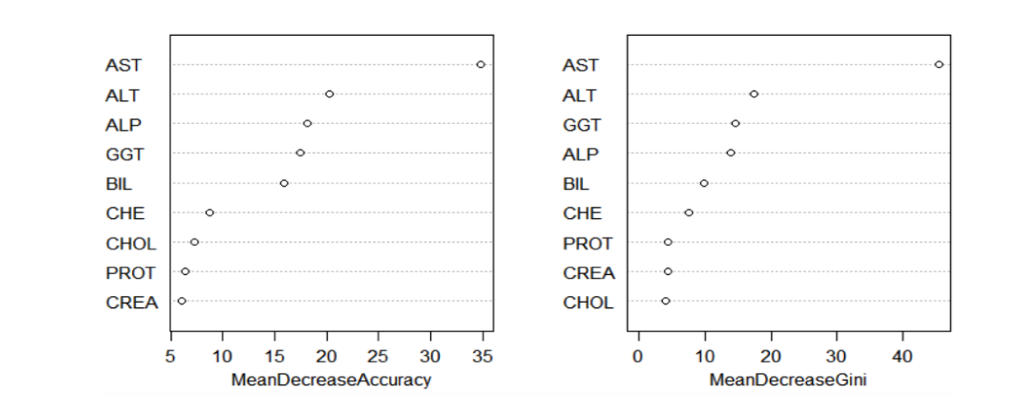 AST
ALT
ALP
GGT
BIL
CHE
CHOL
PROT
CREA
5 10 15 20 25 30 35
MeanDecreaseAccuracy
AST
ALT
GGT
ALP
BIL
CHE
PROT
CREA
CHOL
0 10 20 30 40
MeanDecreaseGini